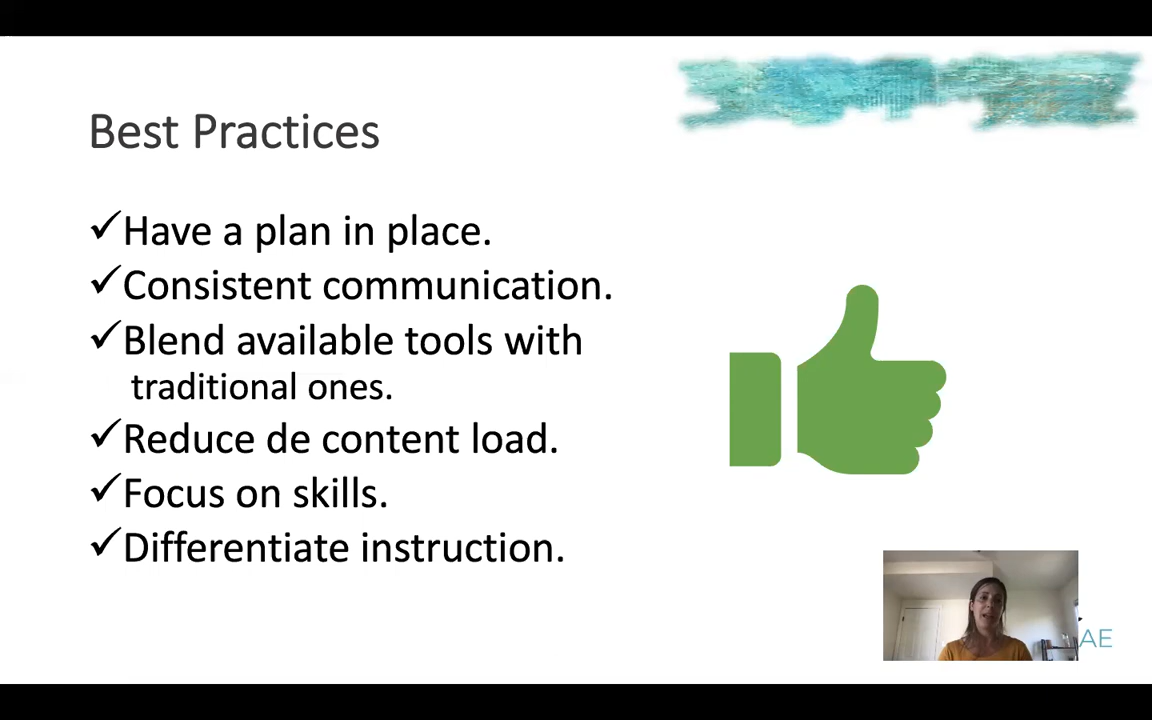 Best Practices
✓Have a plan in place.
✓Consistent communication.
✓Blend available tools with
traditional ones.
✓Reduce de content load.
✓Focus on skills.
✓Differentiate instruction.
AE